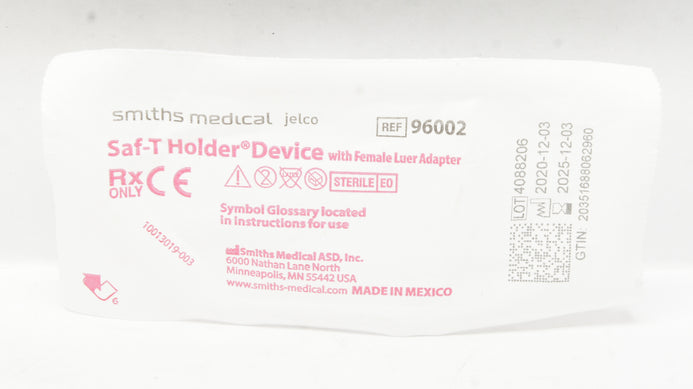 smiths medical jelco
REF 96002
Saf-T Holder® Device with Female Luer Adapter
Rx ONLY
CE
2
STERILE EO
Symbol Glossary located
in instructions for use
10013019-003
Smiths Medical ASD, Inc.
6000 Nathan Lane North
Minneapolis, MN 55442 USA
www.smiths-medical.com MADE IN MEXICO
6
LOT 4088206
2020-12-03
2025-12-03
GTIN: 20351688062960